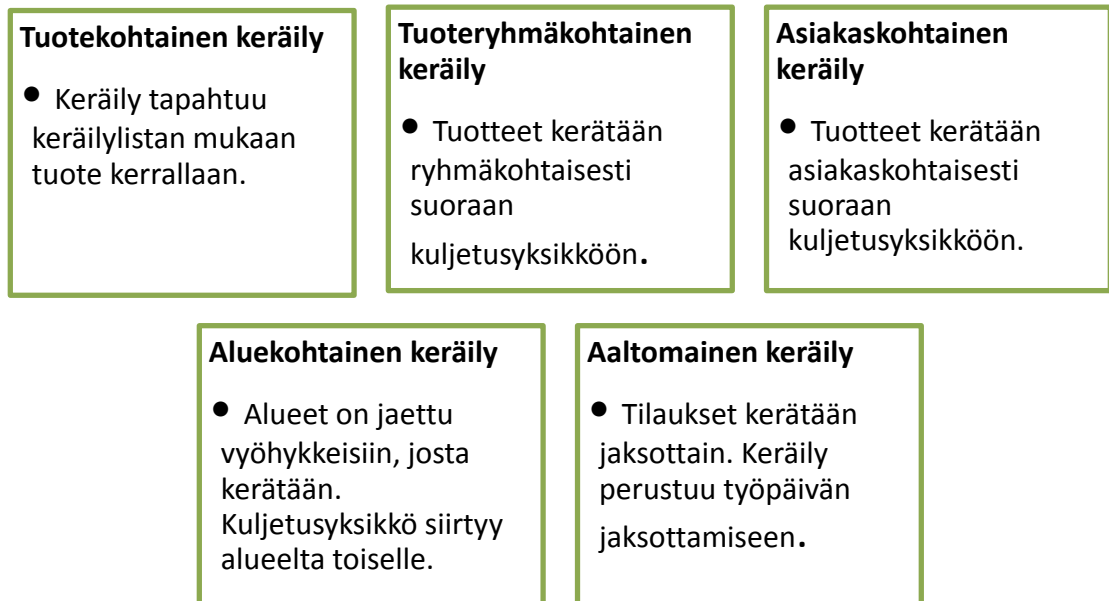 Tuotekohtainen keräily
• Keräily tapahtuu
keräilylistan mukaan
tuote kerrallaan.
Tuoteryhmäkohtainen
keräily
• Tuotteet kerätään
ryhmäkohtaisesti
suoraan
kuljetusyksikköön.
Asiakaskohtainen
keräily
• Tuotteet kerätään
asiakaskohtaisesti
suoraan
kuljetusyksikköön.
Aluekohtainen keräily
• Alueet on jaettu
vyöhykkeisiin, josta
kerätään.
Kuljetusyksikkö siirtyy
alueelta toiselle.
Aaltomainen keräily
• Tilaukset kerätään
jaksottain. Keräily
perustuu työpäivän
jaksottamiseen.